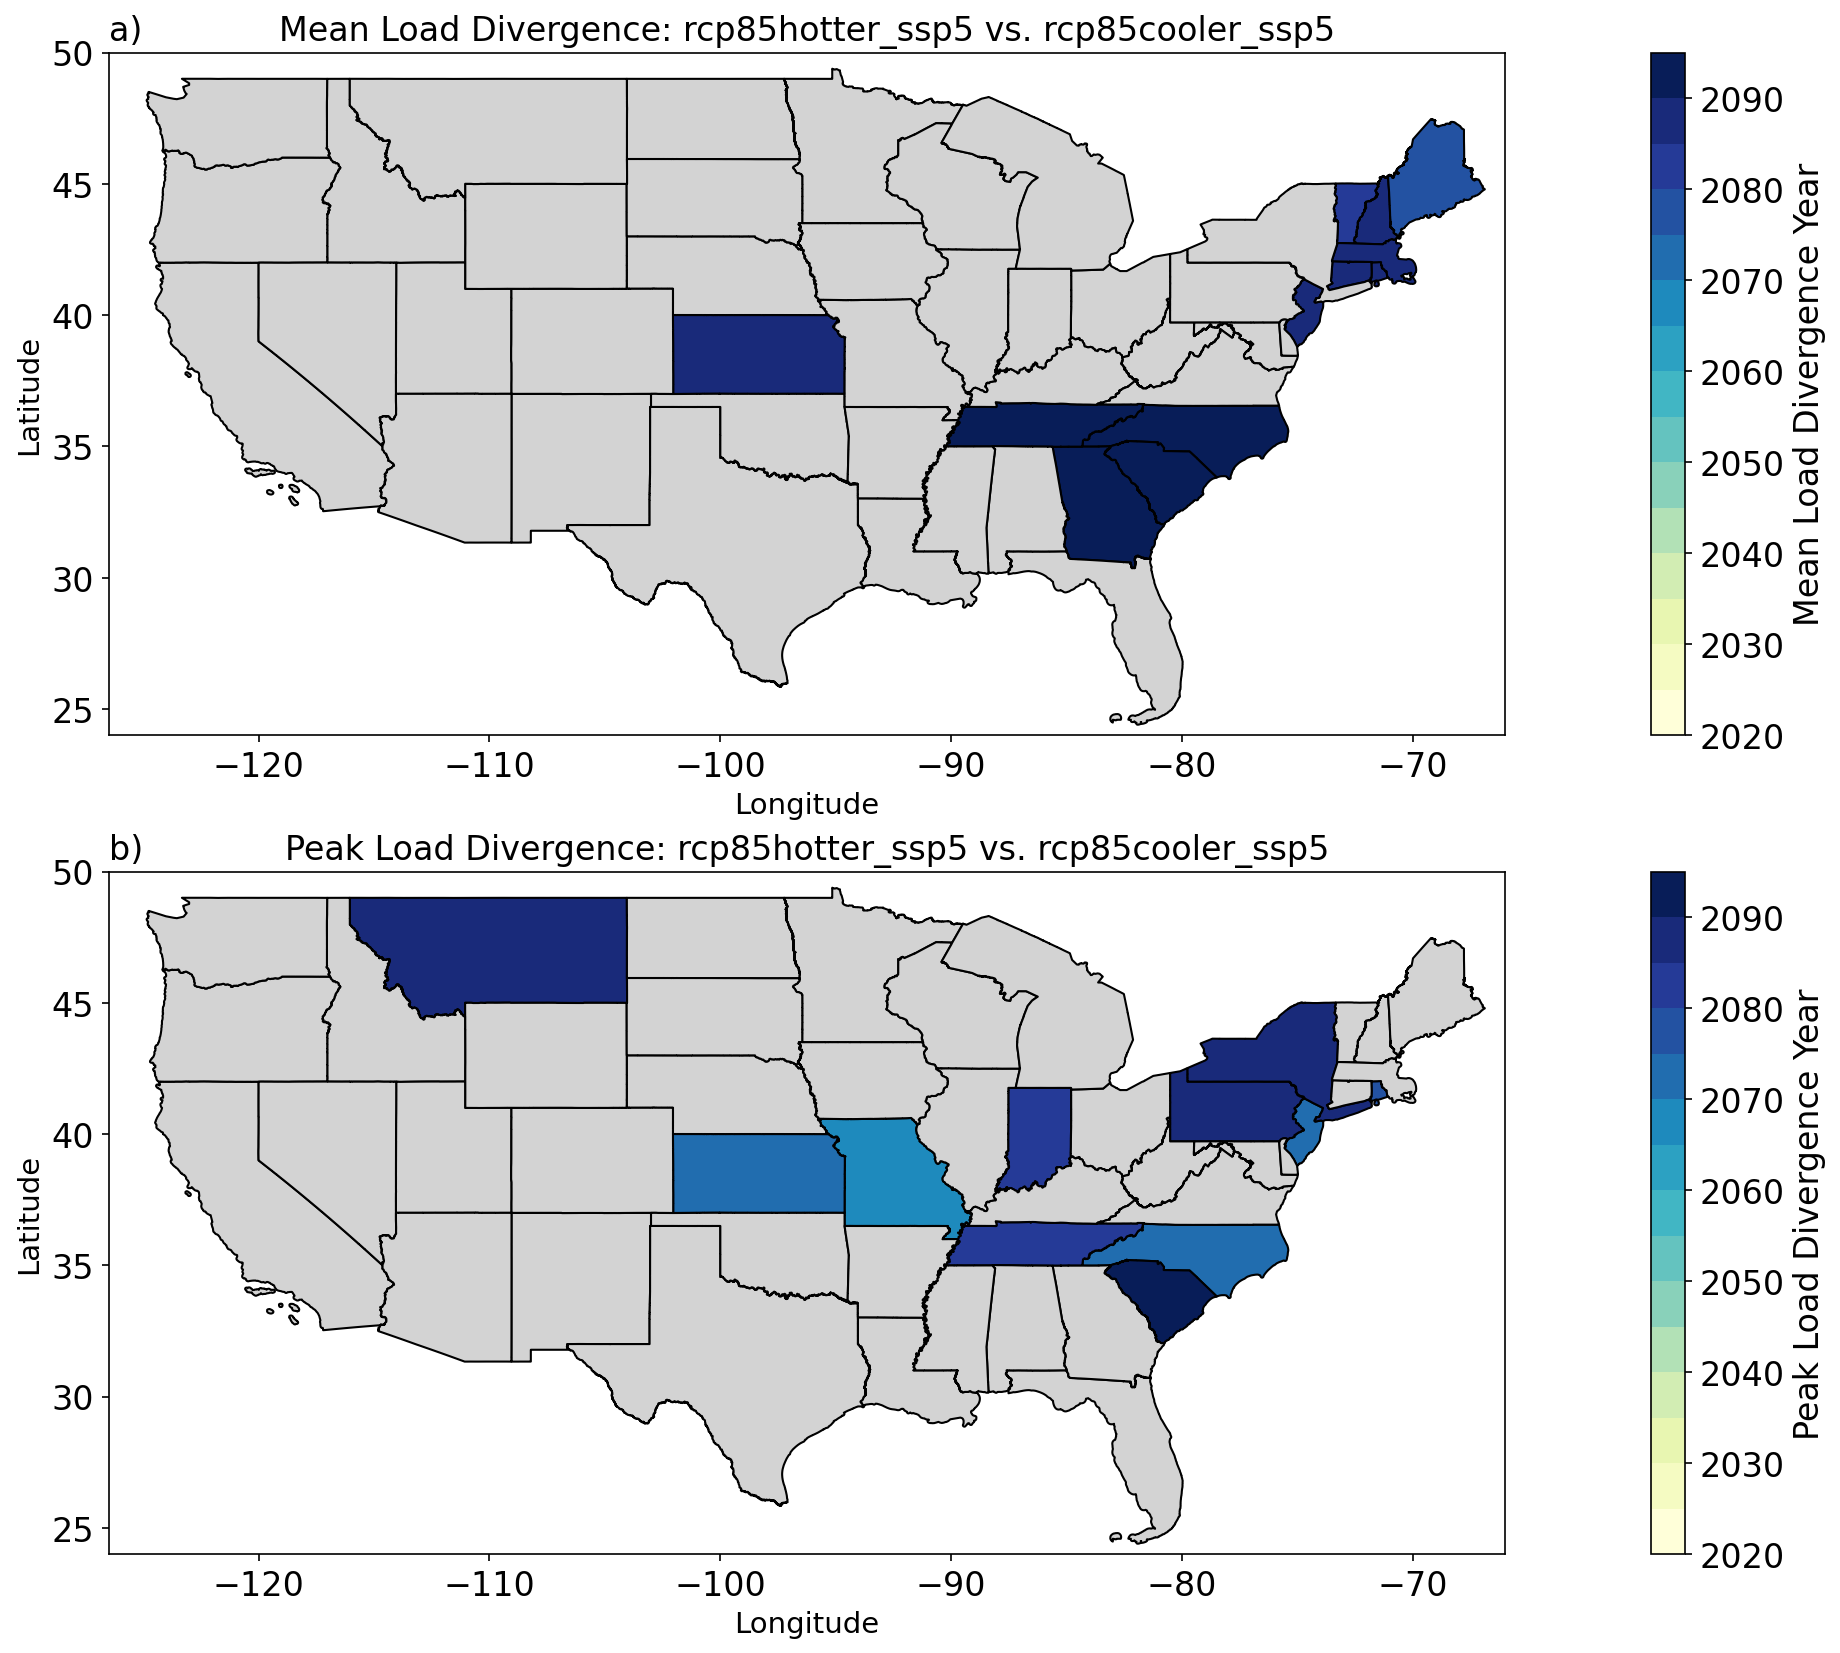 a) Mean Load Divergence: rcp85hotter_ssp5 vs. rcp85cooler_ssp5
50
45
40
35
30
25
Latitude
−120 −110 −100 −90 −80 −70
Longitude
2090
2080
2070
2060
2050
2040
2030
2020
Mean Load Divergence Year
b) Peak Load Divergence: rcp85hotter_ssp5 vs. rcp85cooler_ssp5
50
45
40
35
30
25
Latitude
−120 −110 −100 −90 −80 −70
Longitude
2090
2080
2070
2060
2050
2040
2030
2020
Peak Load Divergence Year